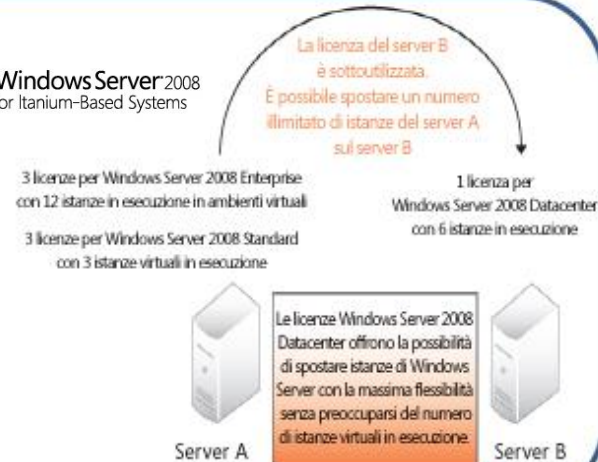 Windows Server 2008
for Itanium-Based Systems
La licenza del server B
è sottoutilizzata.
È possibile spostare un numero
illimitato di istanze del server A
sul server B
3 licenze per Windows Server 2008 Enterprise
con 12 istanze in esecuzione in ambienti virtuali
3 licenze per Windows Server 2008 Standard
con 3 istanze virtuali in esecuzione
1 licenza per
Windows Server 2008 Datacenter
con 6 istanze in esecuzione
Le licenze Windows Server 2008
Datacenter offrono la possibilità
di spostare istanze di Windows
Server con la massima flessibilità
senza preoccuparsi del numero
di istanze virtuali in esecuzione.
Server A
Server B